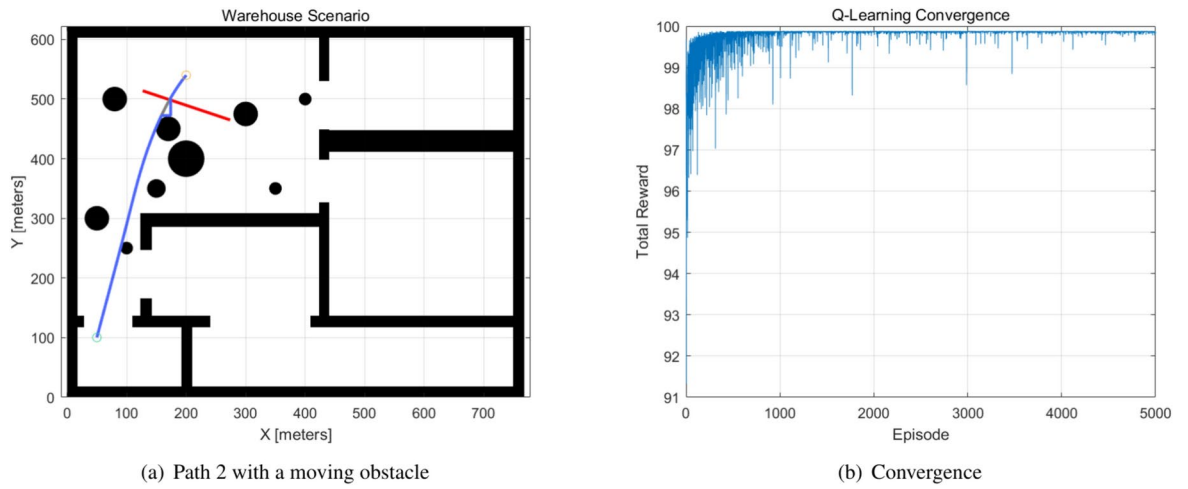 Warehouse Scenario
600
500
400
300
200
100
0
Y [meters]
0 100 200 300 400 500 600 700
X [meters]
(a) Path 2 with a moving obstacle
Q-Learning Convergence
100
99
98
97
96
95
94
93
92
91
Total Reward
0 1000 2000 3000 4000 5000
Episode
(b) Convergence